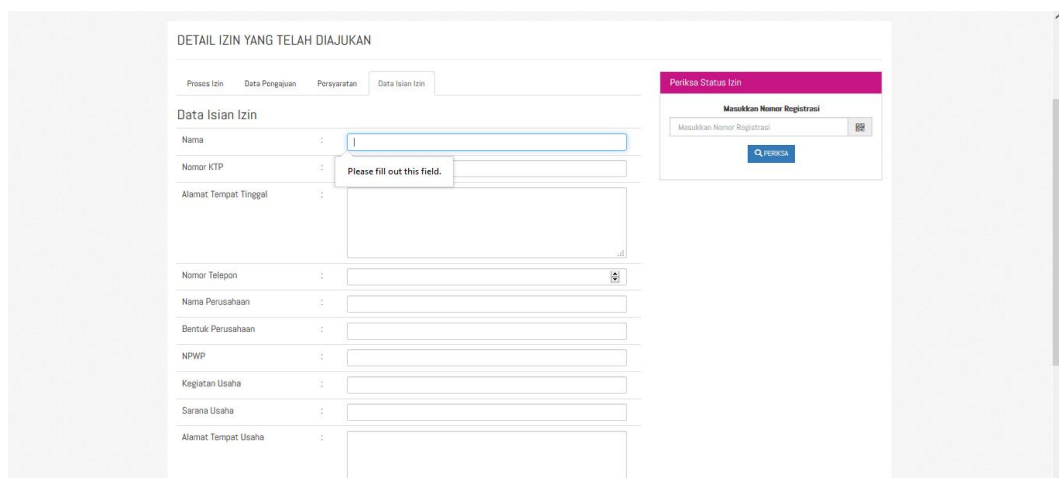 DETAIL IZIN YANG TELAH DIAJUKAN
Proses Izin Data Pengajuan Persyaratan Data Isian Izin
Data Isian Izin
Nama :
Please fill out this field.
Nomor KTP :
Alamat Tempat Tinggal :
Nomor Telepon :
Nama Perusahaan :
Bentuk Perusahaan :
NPWP :
Kegiatan Usaha :
Sarana Usaha :
Alamat Tempat Usaha :
Periksa Status Izin
Masukkan Nomor Registrasi
Masukkan Nomor Registrasi
PERIKSA